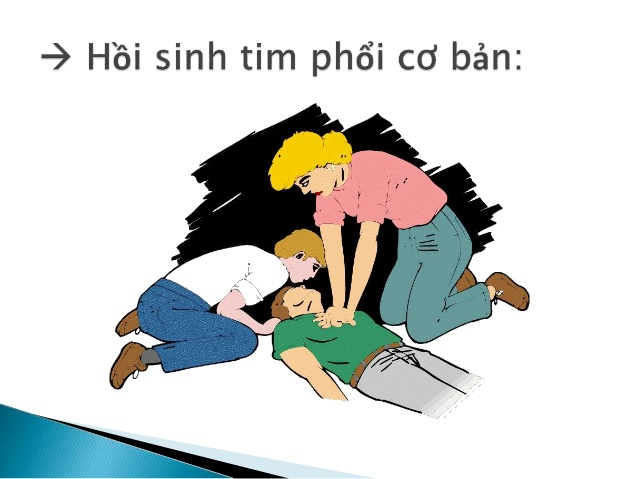 → Hồi sinh tim phổi cơ bản: